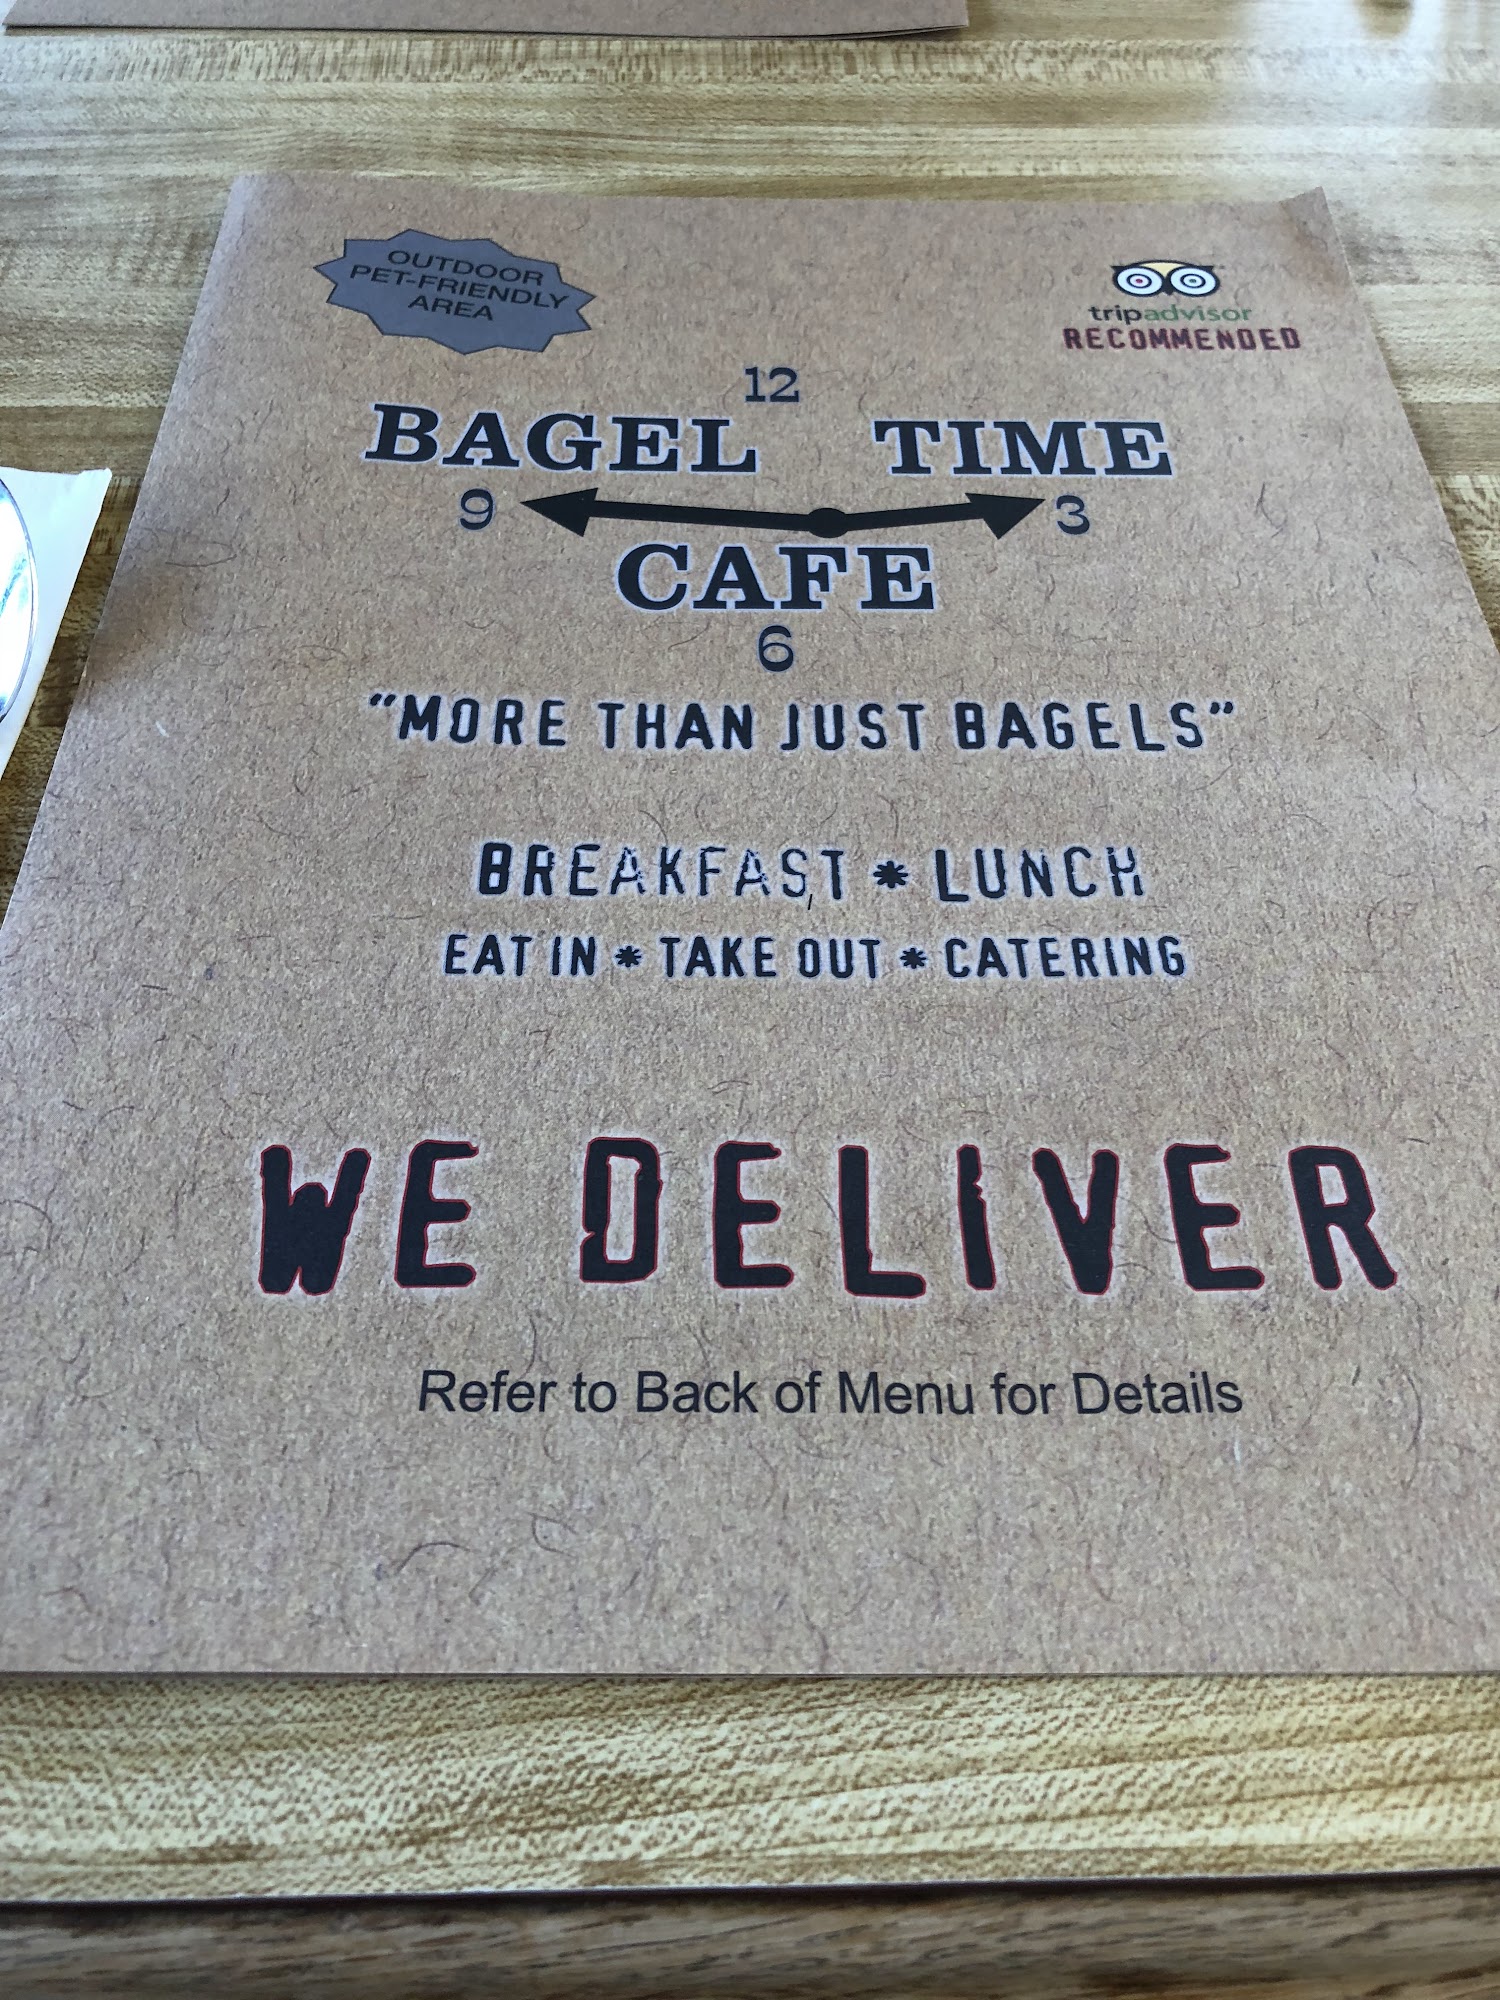 OUTDOOR
PET-FRIENDLY
AREA
tripadvisor
RECOMMENDED
12
BAGEL TIME
9 3
CAFE
6
"MORE THAN JUST BAGELS"
BREAKFAST * LUNCH
EAT IN * TAKE OUT * CATERING
WE DELIVER
Refer to Back of Menu for Details